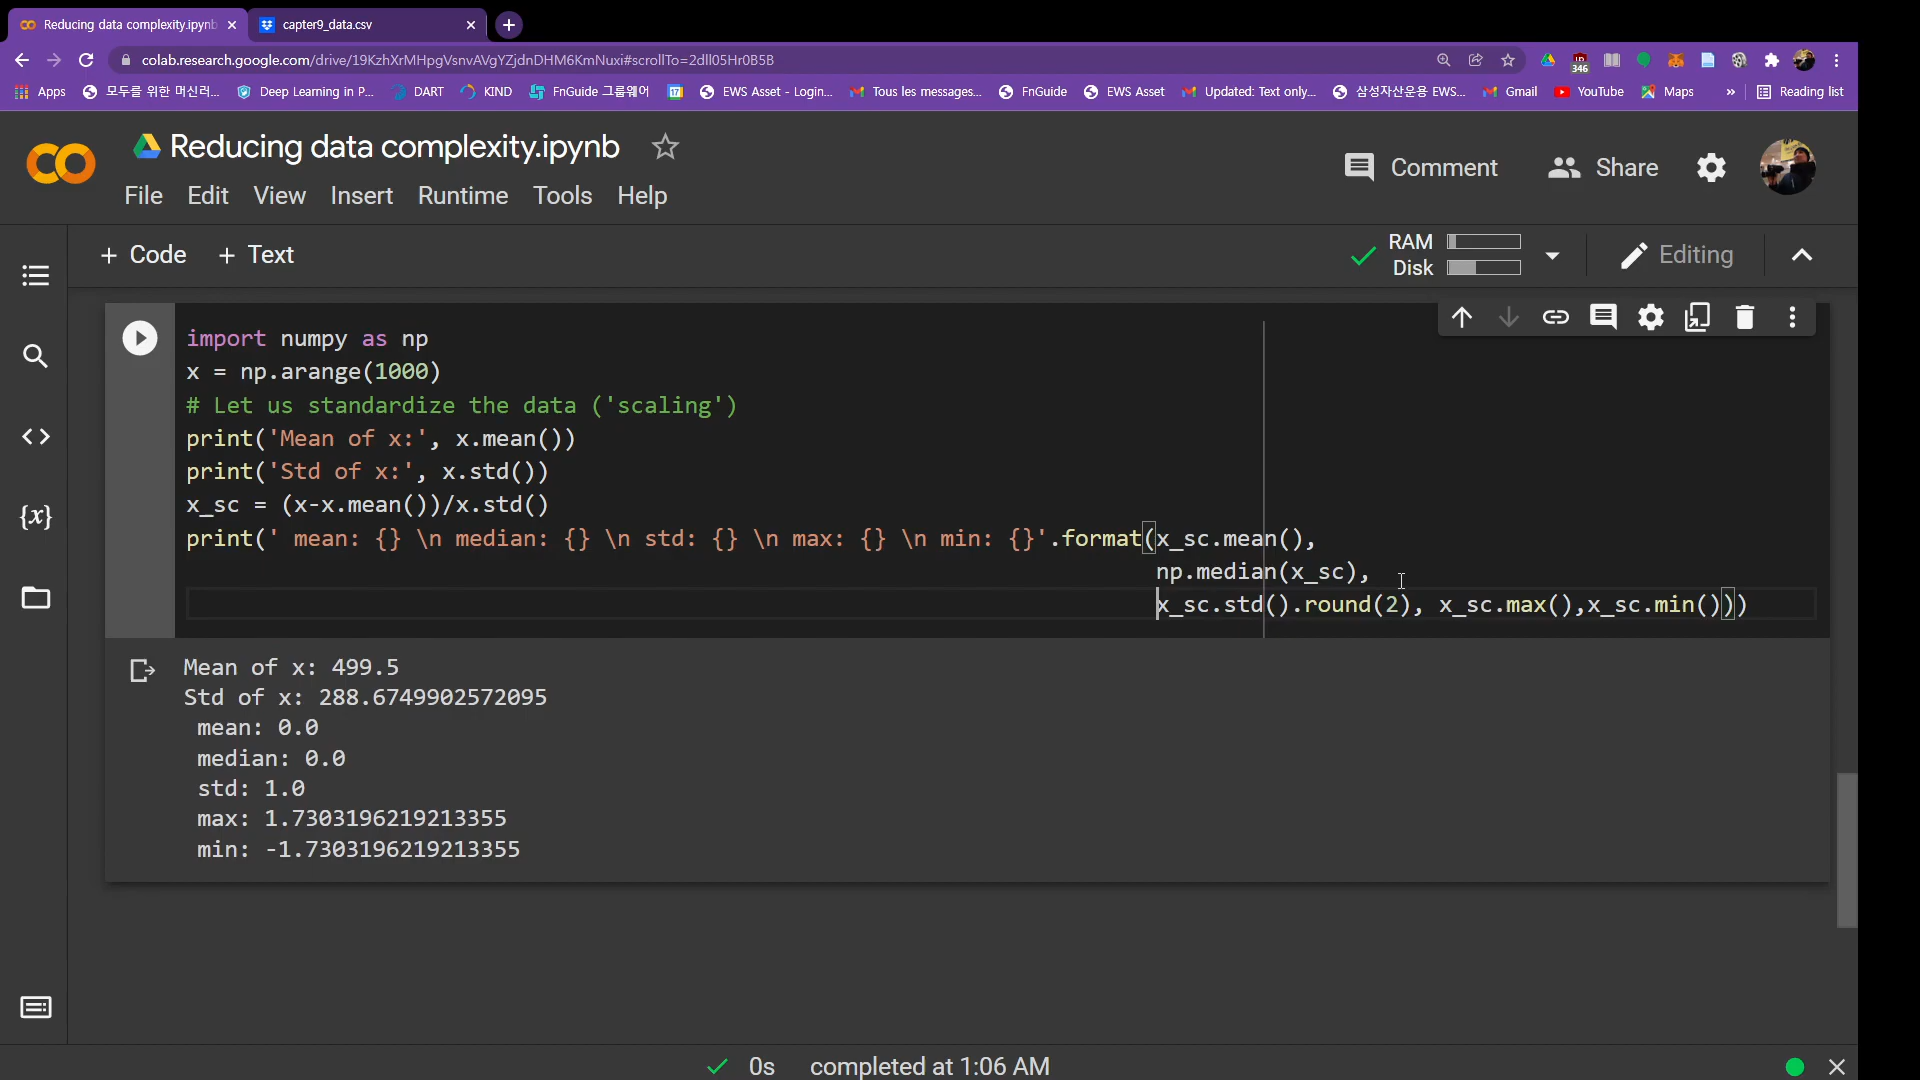 Reducing data complexity.ipynb
capter9_data.csv
colab.research.google.com/drive/19KzhXrMHpgVsnvAVgYZjdnDHM6KmNuxi#scrollTo=2dll05Hr0B5B
346
Apps 모두를 위한 머신러... Deep Learning in P... DART KIND FnGuide 그룹웨어 17 EWS Asset - Login... Tous les messages... FnGuide EWS Asset Updated: Text only... 삼성자산운용 EWS... Gmail YouTube Maps » Reading list
Reducing data complexity.ipynb
Comment Share
File Edit View Insert Runtime Tools Help
+ Code + Text
RAM
Disk
Editing
import numpy as np
x = np.arange(1000)
# Let us standardize the data ('scaling')
print('Mean of x:', x.mean())
print('Std of x:', x.std())
x_sc = (x-x.mean())/x.std()
print(' mean: {} \n median: {} \n std: {} \n max: {} \n min: {}'.format(x_sc.mean(),
np.median(x_sc),
x_sc.std().round(2), x_sc.max(),x_sc.min()))
Mean of x: 499.5
Std of x: 288.6749902572095
mean: 0.0
median: 0.0
std: 1.0
max: 1.7303196219213355
min: -1.7303196219213355
0s completed at 1:06 AM